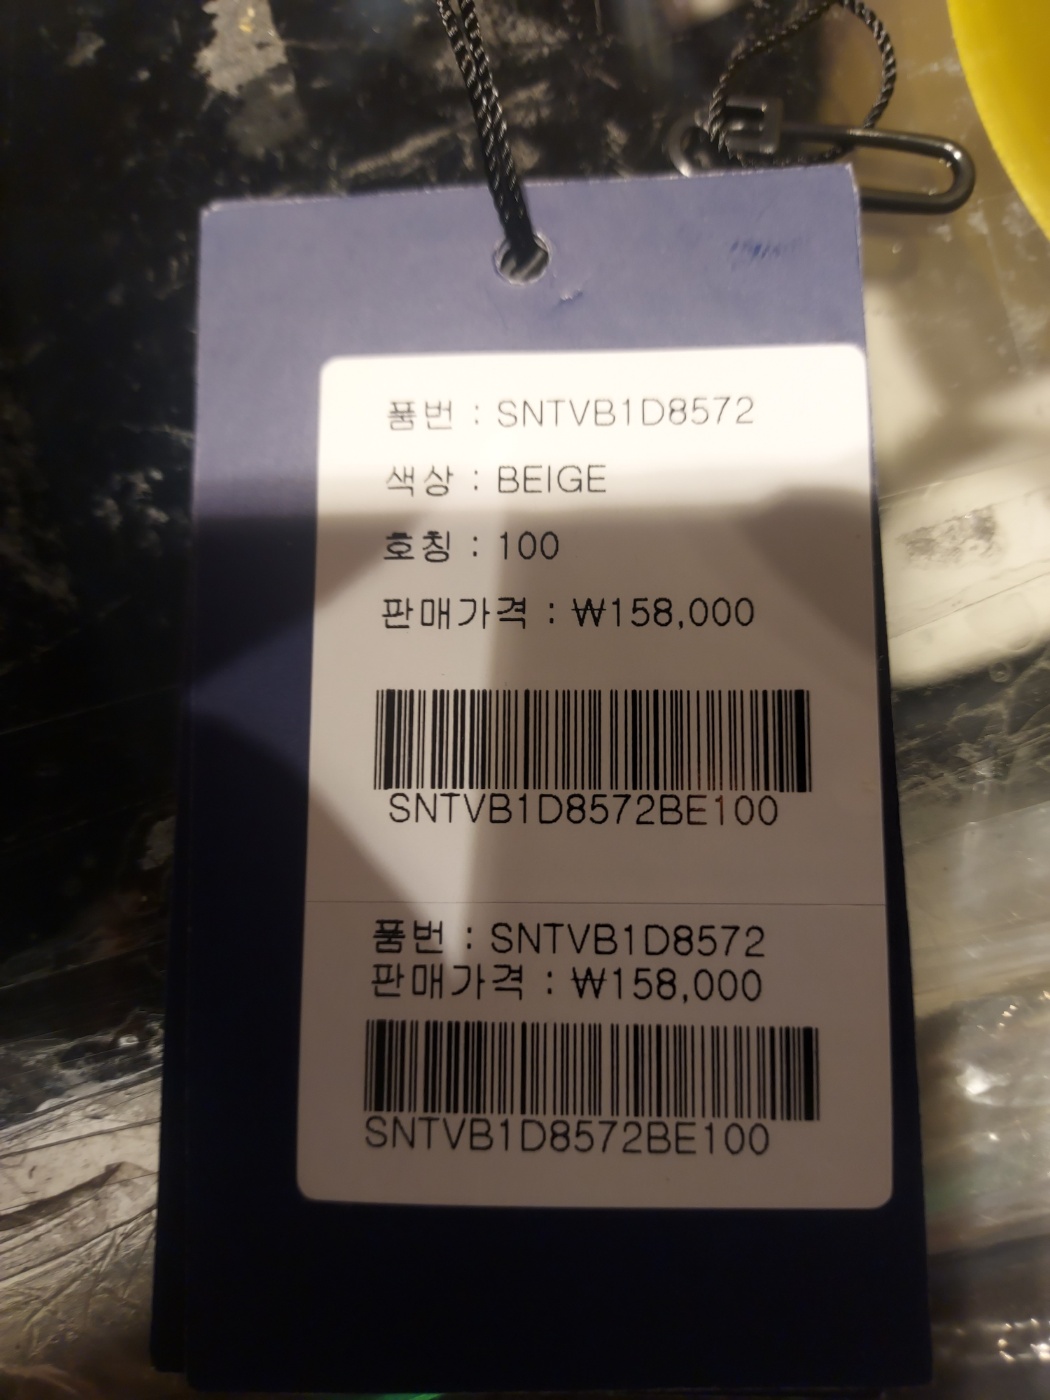 품번 : SNTVB1D8572
색상 : BEIGE
호칭 : 100
판매가격 : ₩158,000
SNTVB1D8572BE100
품번 : SNTVB1D8572
판매가격 : ₩158,000
SNTVB1D8572BE100